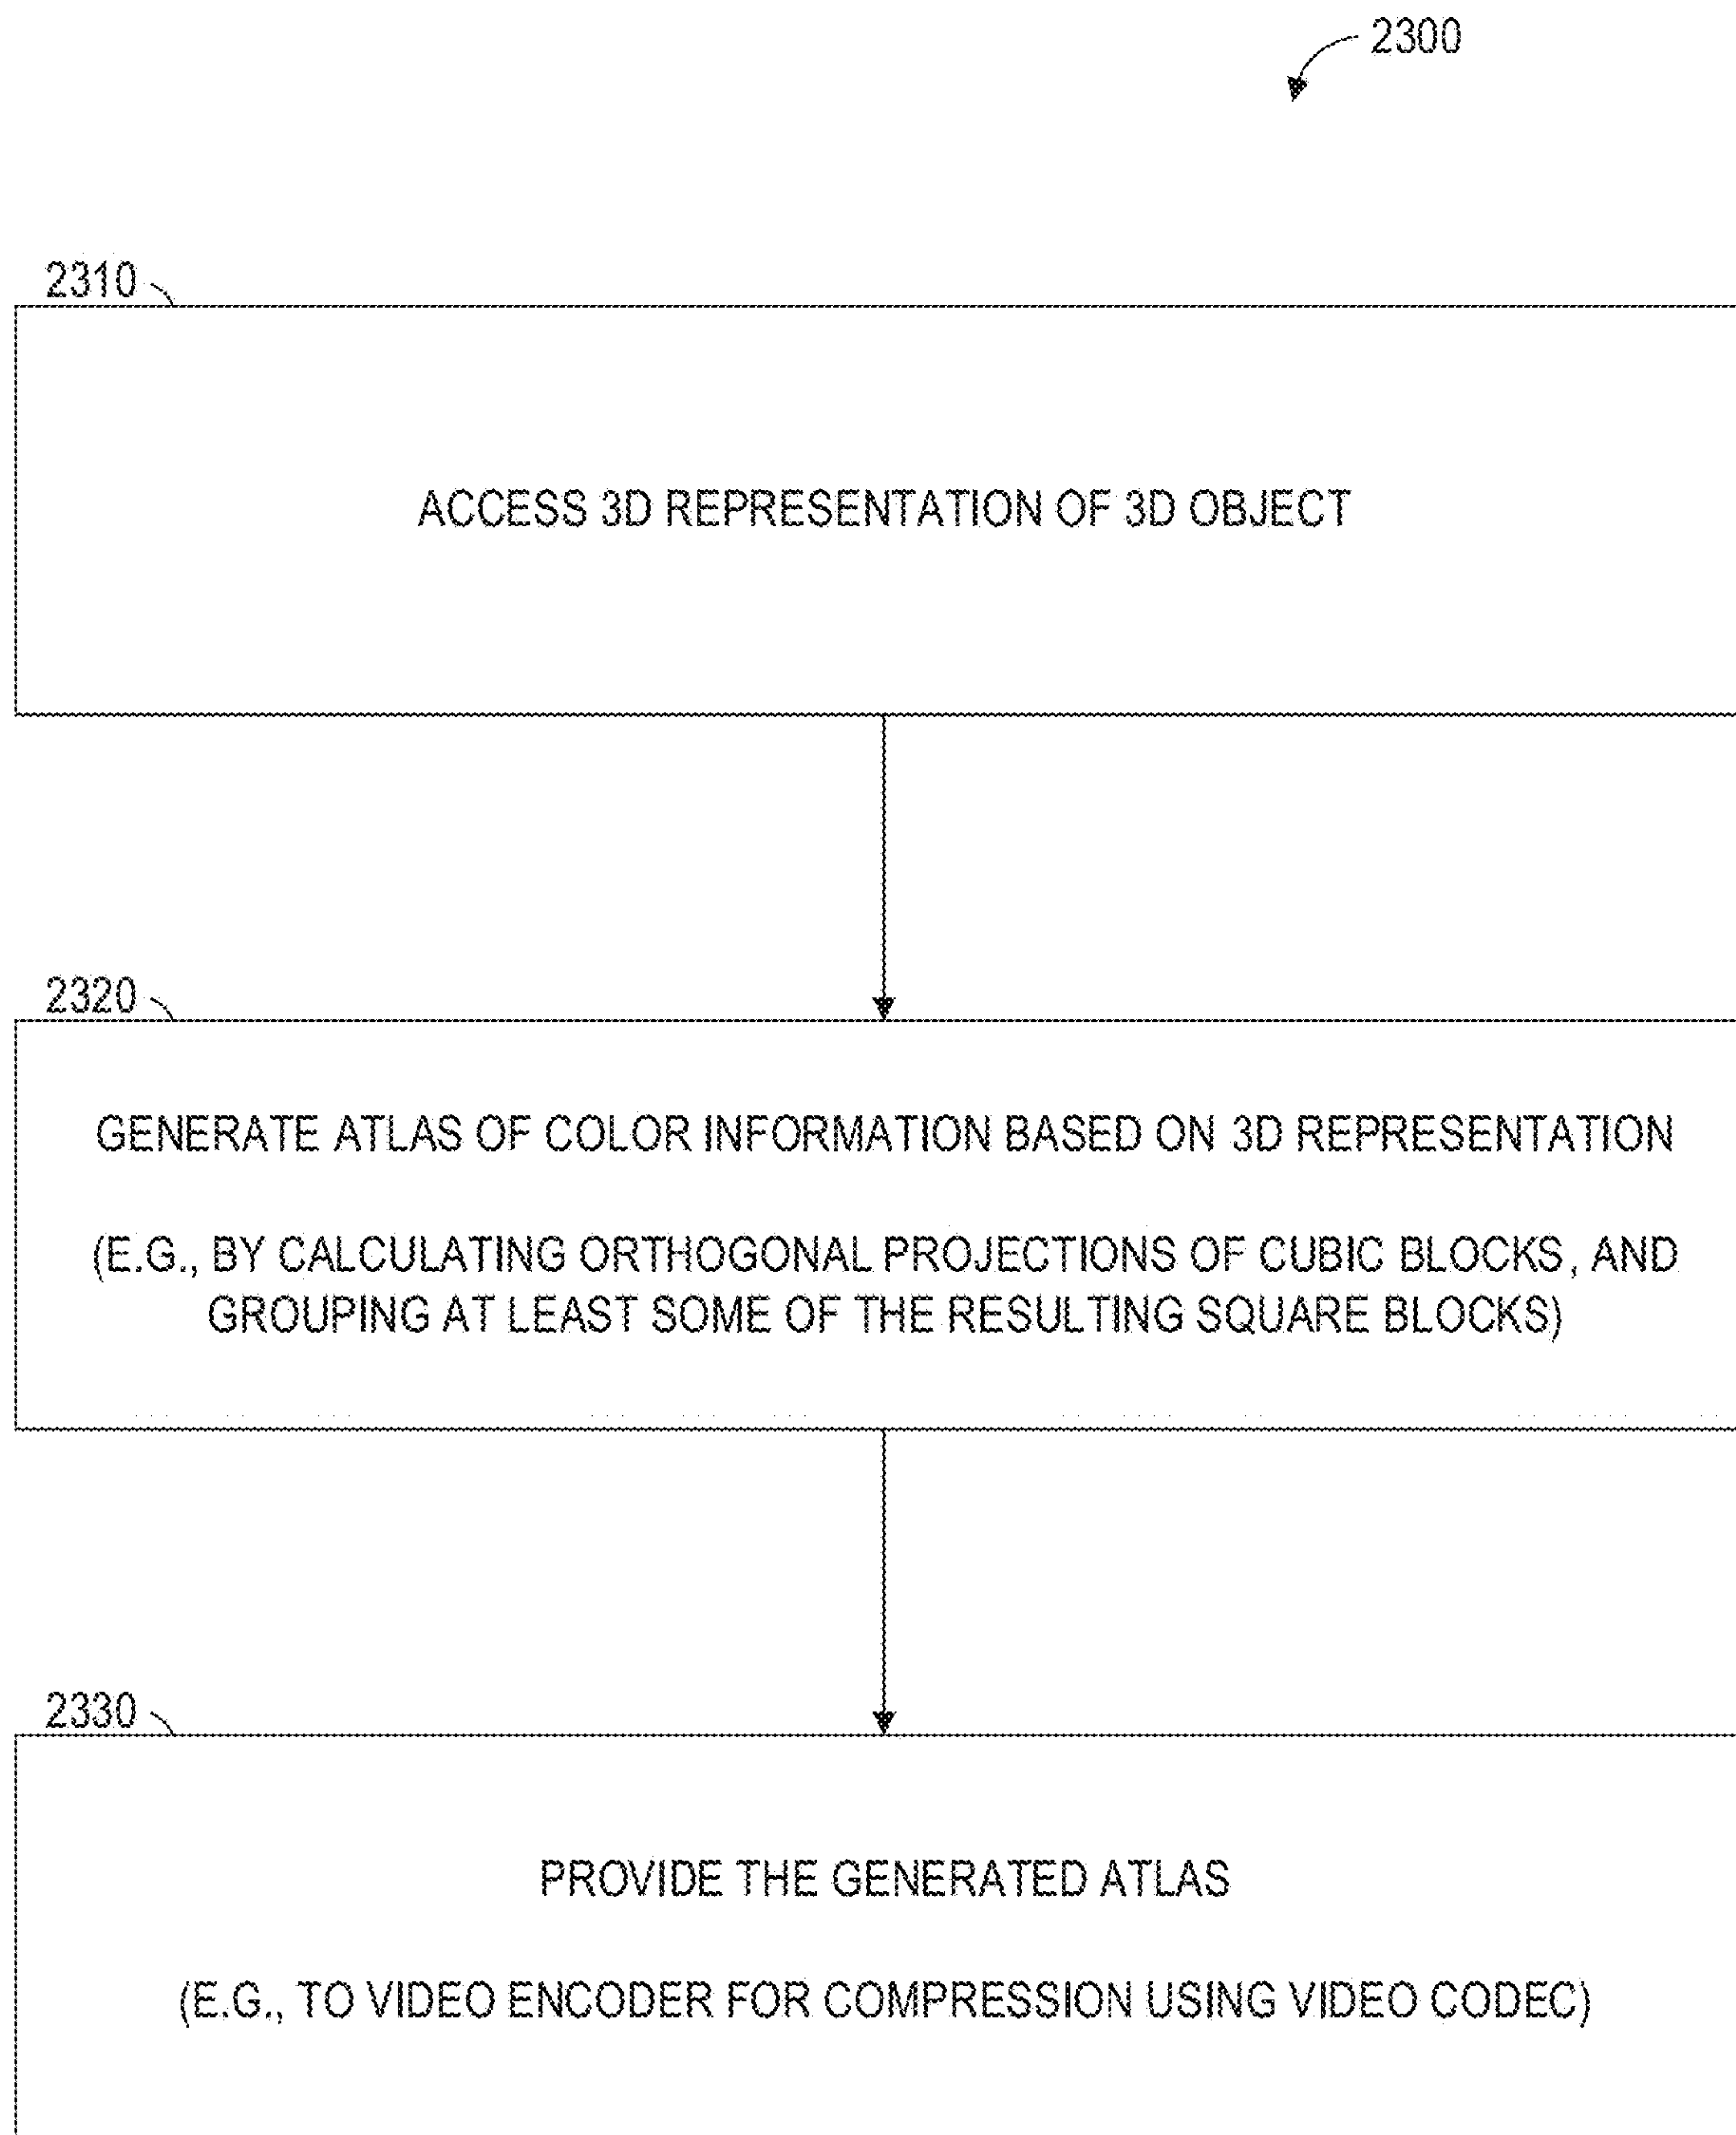 2300
2310
ACCESS 3D REPRESENTATION OF 3D OBJECT
2320
GENERATE ATLAS OF COLOR INFORMATION BASED ON 3D REPRESENTATION
(E.G., BY CALCULATING ORTHOGONAL PROJECTIONS OF CUBIC BLOCKS, AND
GROUPING AT LEAST SOME OF THE RESULTING SQUARE BLOCKS)
2330
PROVIDE THE GENERATED ATLAS
(E.G., TO VIDEO ENCODER FOR COMPRESSION USING VIDEO CODEC)